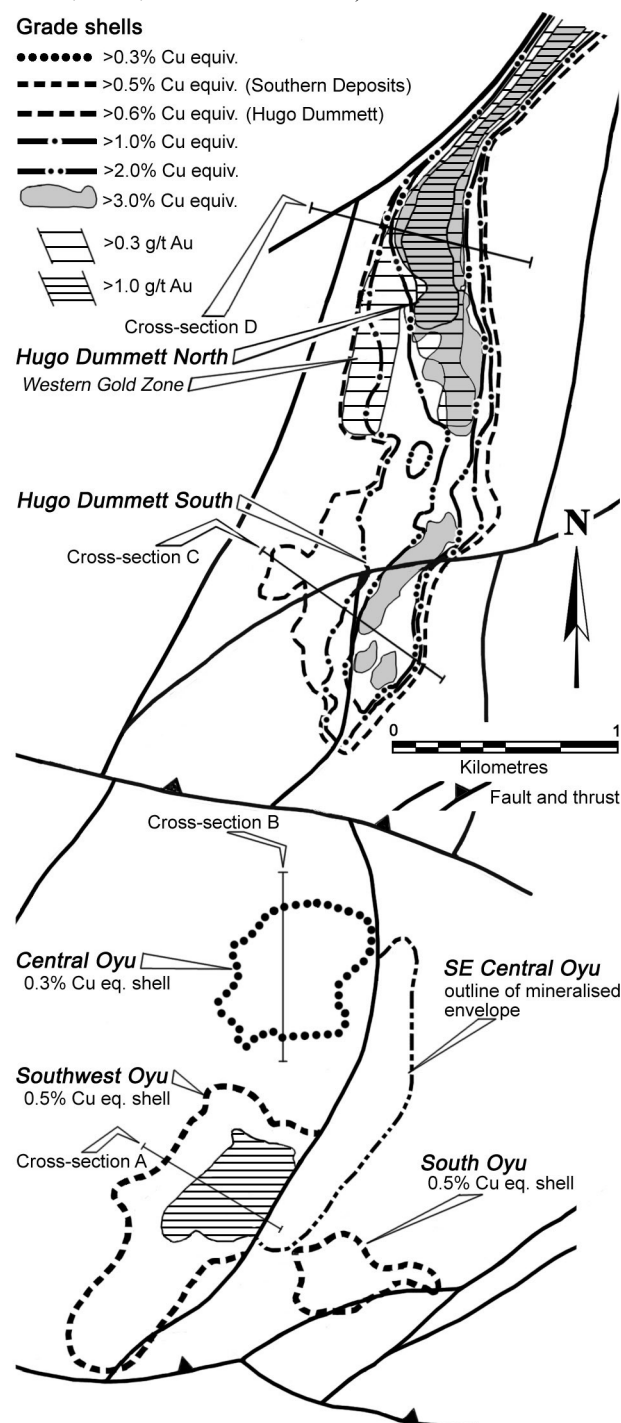 Grade shells
>0.3% Cu equiv.
>0.5% Cu equiv. (Southern Deposits)
>0.6% Cu equiv. (Hugo Dummett)
>1.0% Cu equiv.
>2.0% Cu equiv.
>3.0% Cu equiv.
>0.3 g/t Au
>1.0 g/t Au
Cross-section D
Hugo Dummett North
Western Gold Zone
Hugo Dummett South
Cross-section C
N
0 1
Kilometres
Fault and thrust
Cross-section B
Central Oyu
0.3% Cu eq. shell
SE Central Oyu
outline of mineralised
envelope
Southwest Oyu
0.5% Cu eq. shell
Cross-section A
South Oyu
0.5% Cu eq. shell